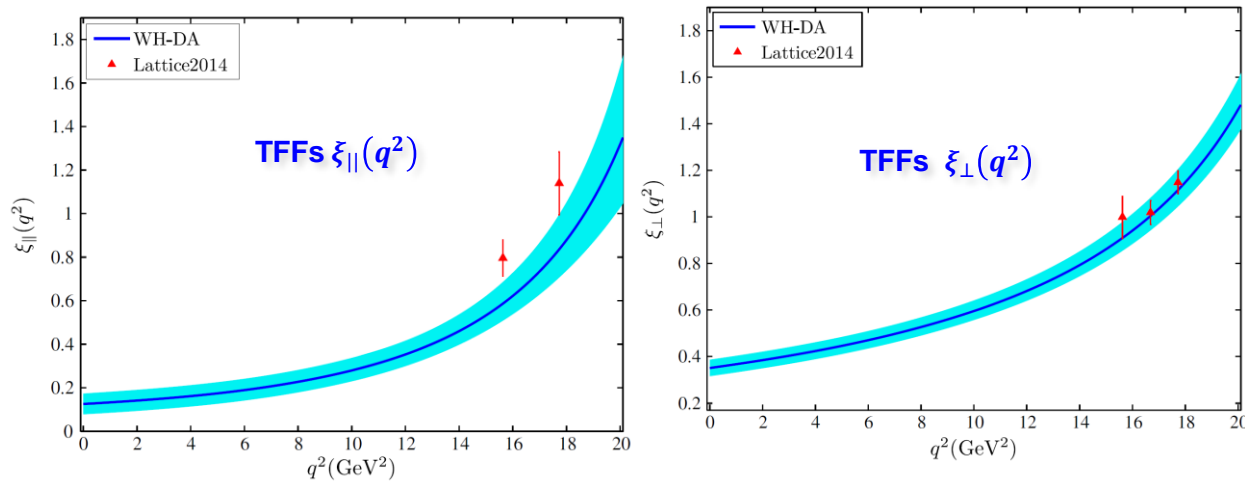 WH-DA
Lattice2014
TFFs ξ||(q²)
ξ∥(q²)
1.8
1.6
1.4
1.2
1
0.8
0.6
0.4
0.2
0
0 2 4 6 8 10 12 14 16 18 20
q²(GeV²)
WH-DA
Lattice2014
TFFs ξ⊥(q²)
ξ⊥(q²)
1.8
1.6
1.4
1.2
1
0.8
0.6
0.4
0.2
0 2 4 6 8 10 12 14 16 18 20
q²(GeV²)